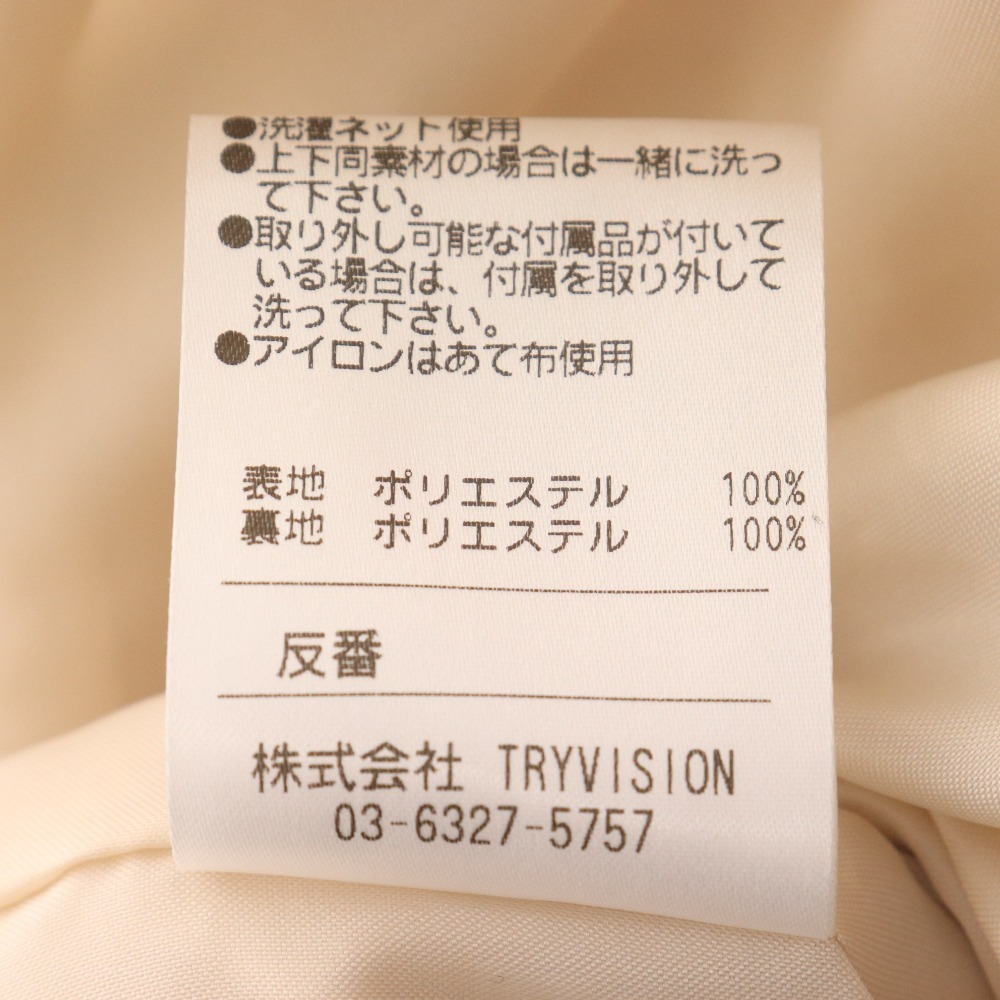 ●洗濯ネット使用
●上下同素材の場合は一緒に洗っ
て下さい。
●取り外し可能な付属品が付いて
いる場合は、付属を取り外して
洗って下さい。
●アイロンはあて布使用
表地 ポリエステル 100%
裏地 ポリエステル 100%
反番
株式会社 TRYVISION
03-6327-5757